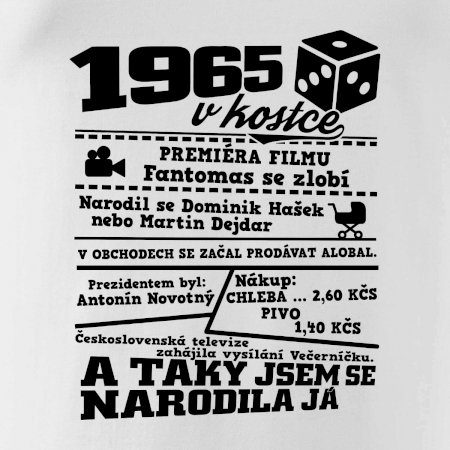 1965
v kostce
PREMIÉRA FILMU
Fantomas se zlobí
Narodil se Dominik Hašek
nebo Martin Dejdar
V OBCHODECH SE ZAČAL PRODÁVAT ALOBAL.
Prezidentem byl:
Antonín Novotný
Nákup:
CHLEBA ... 2,60 KČS
PIVO
1,40 KČS
Československá televize
zahájila vysílání Večerníčku.
A TAKY JSEM SE
NARODILA JÁ